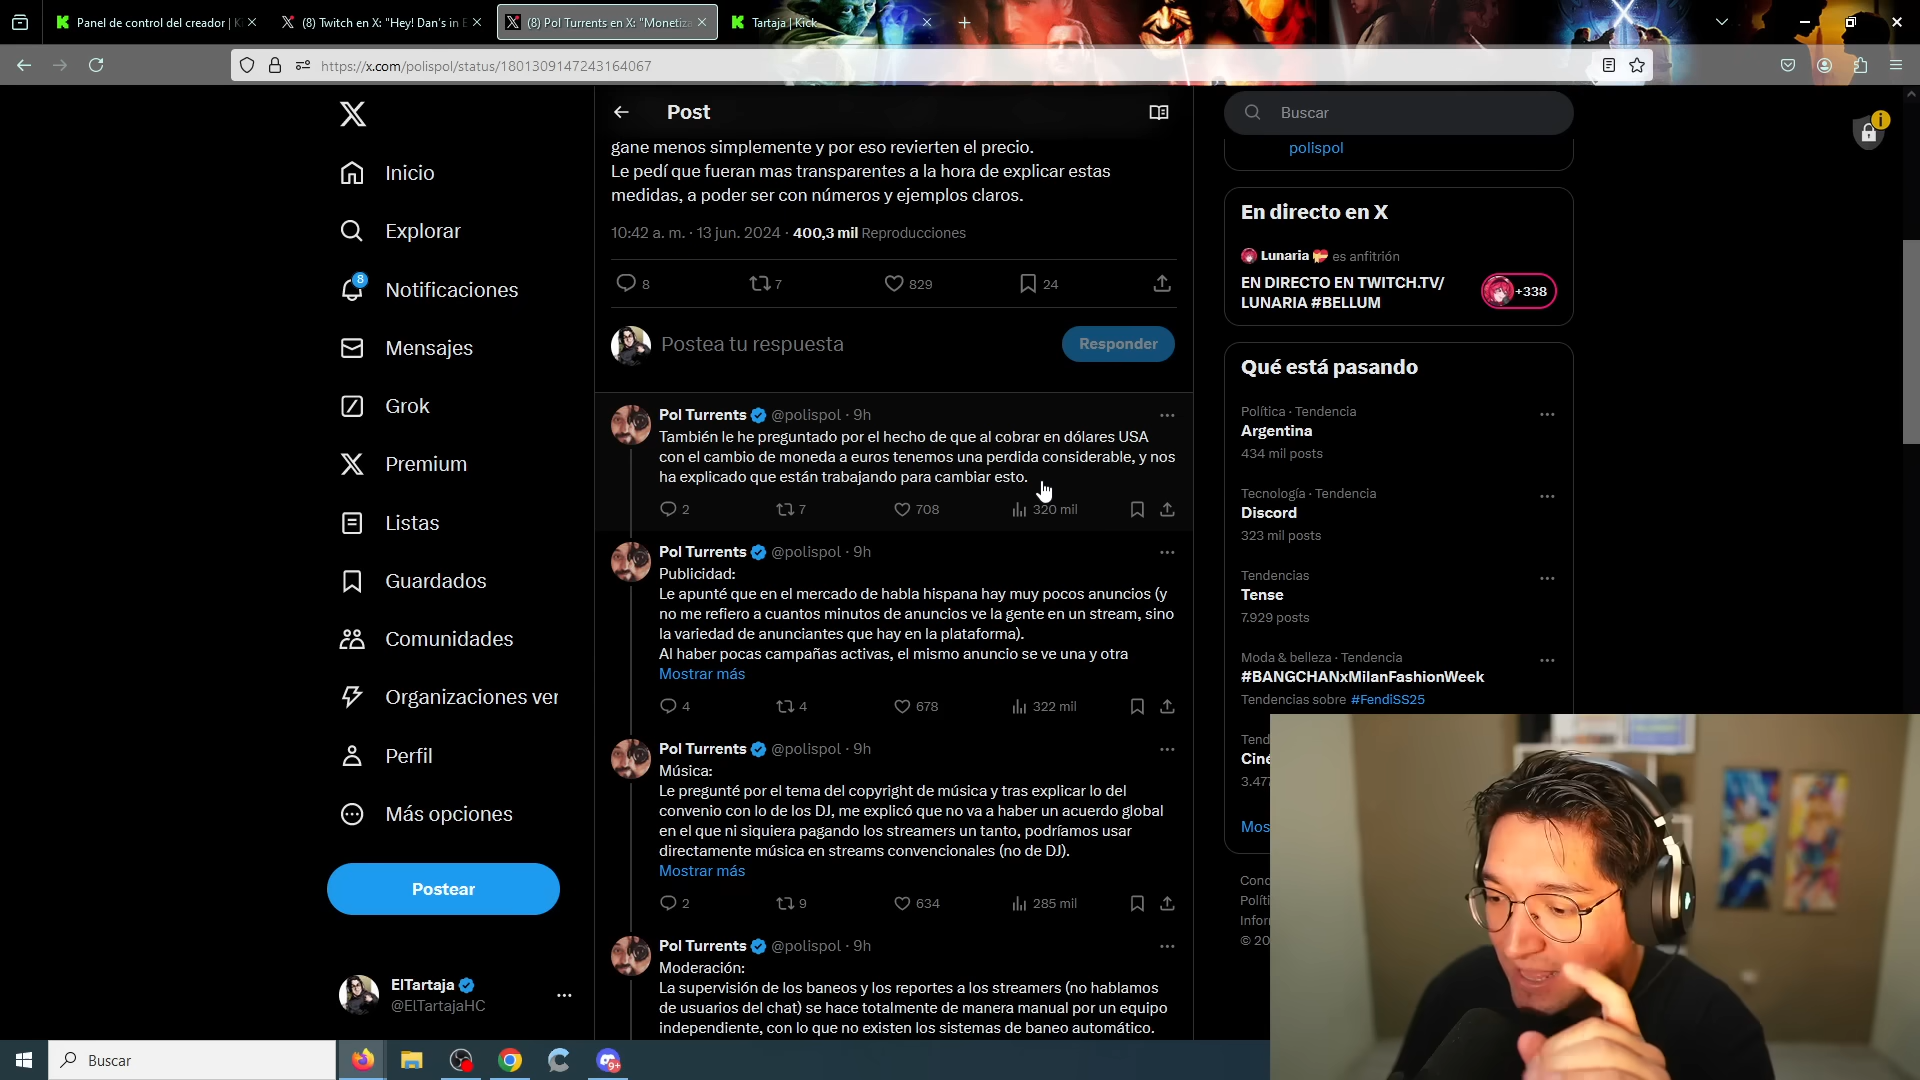 Panel de control del creador | K
(8) Twitch en X: "Hey! Dan's in E
(8) Pol Turrents en X: "Monetiza
Tartaja | Kick
https://x.com/polispol/status/1801309147243164067
Inicio
Explorar
8
Notificaciones
Mensajes
Grok
Premium
Listas
Guardados
Comunidades
Organizaciones ver
Perfil
Más opciones
Postear
ElTartaja
@ElTartajaHC
Post
gane menos simplemente y por eso revierten el precio.
Le pedí que fueran mas transparentes a la hora de explicar estas
medidas, a poder ser con números y ejemplos claros.
10:42 a. m. · 13 jun. 2024 · 400,3 mil Reproducciones
8 7 829 24
Postea tu respuesta
Responder
Pol Turrents @polispol · 9h
También le he preguntado por el hecho de que al cobrar en dólares USA
con el cambio de moneda a euros tenemos una perdida considerable, y nos
ha explicado que están trabajando para cambiar esto.
2 7 708 320 mil
Pol Turrents @polispol · 9h
Publicidad:
Le apunté que en el mercado de habla hispana hay muy pocos anuncios (y
no me refiero a cuantos minutos de anuncios ve la gente en un stream, sino
la variedad de anunciantes que hay en la plataforma).
Al haber pocas campañas activas, el mismo anuncio se ve una y otra
Mostrar más
4 4 678 322 mil
Pol Turrents @polispol · 9h
Música:
Le pregunté por el tema del copyright de música y tras explicar lo del
convenio con lo de los DJ, me explicó que no va a haber un acuerdo global
en el que ni siquiera pagando los streamers un tanto, podríamos usar
directamente música en streams convencionales (no de DJ).
Mostrar más
2 9 634 285 mil
Pol Turrents @polispol · 9h
Moderación:
La supervisión de los baneos y los reportes a los streamers (no hablamos
de usuarios del chat) se hace totalmente de manera manual por un equipo
independiente, con lo que no existen los sistemas de baneo automático.
Buscar
polispol
En directo en X
Lunaria es anfitrión
EN DIRECTO EN TWITCH.TV/
LUNARIA #BELLUM
+338
Qué está pasando
Política · Tendencia
Argentina
434 mil posts
Tecnología · Tendencia
Discord
323 mil posts
Tendencias
Tense
7.929 posts
Moda & belleza · Tendencia
#BANGCHANxMilanFashionWeek
Tendencias sobre #FendiSS25
Tend
Ciné
3.477
Mos
Cond
Políti
Inforr
© 20
Buscar
9+